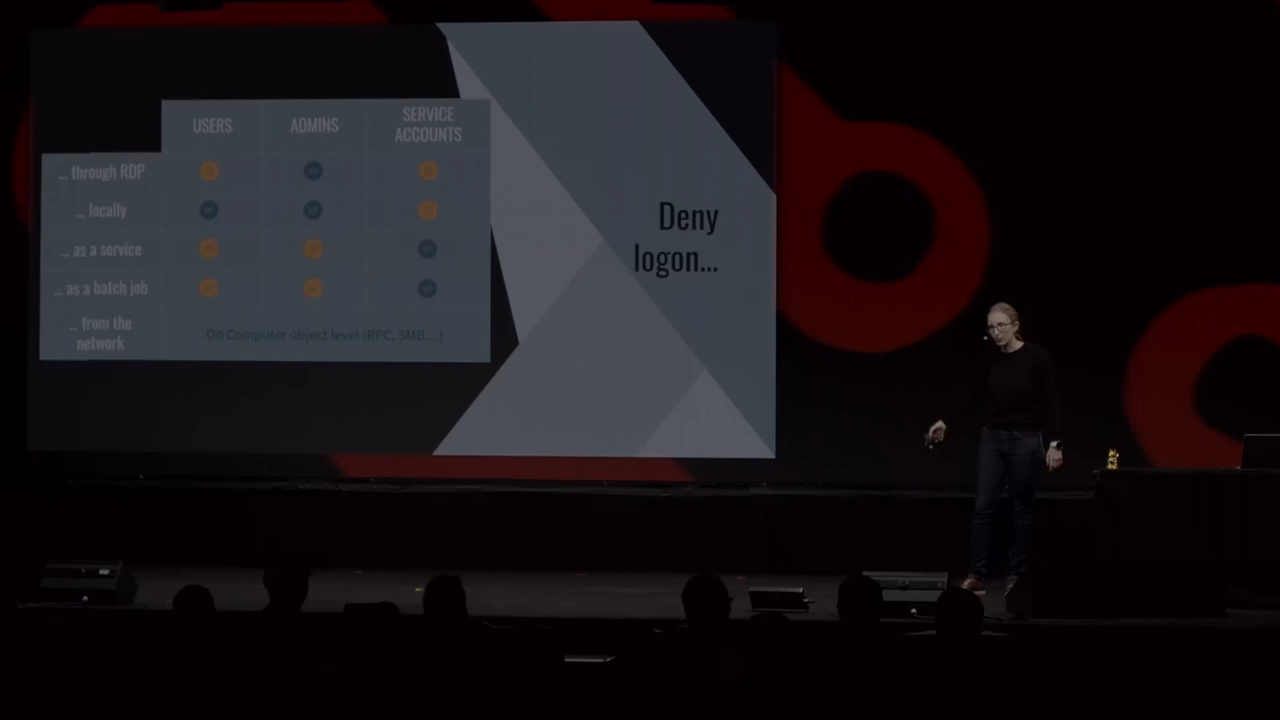 USERS
ADMINS
SERVICE
ACCOUNTS
... through RDP
... locally
... as a service
... as a batch job
... from the
network
On Computer object level (RPC, SMB...)
Deny
logon...